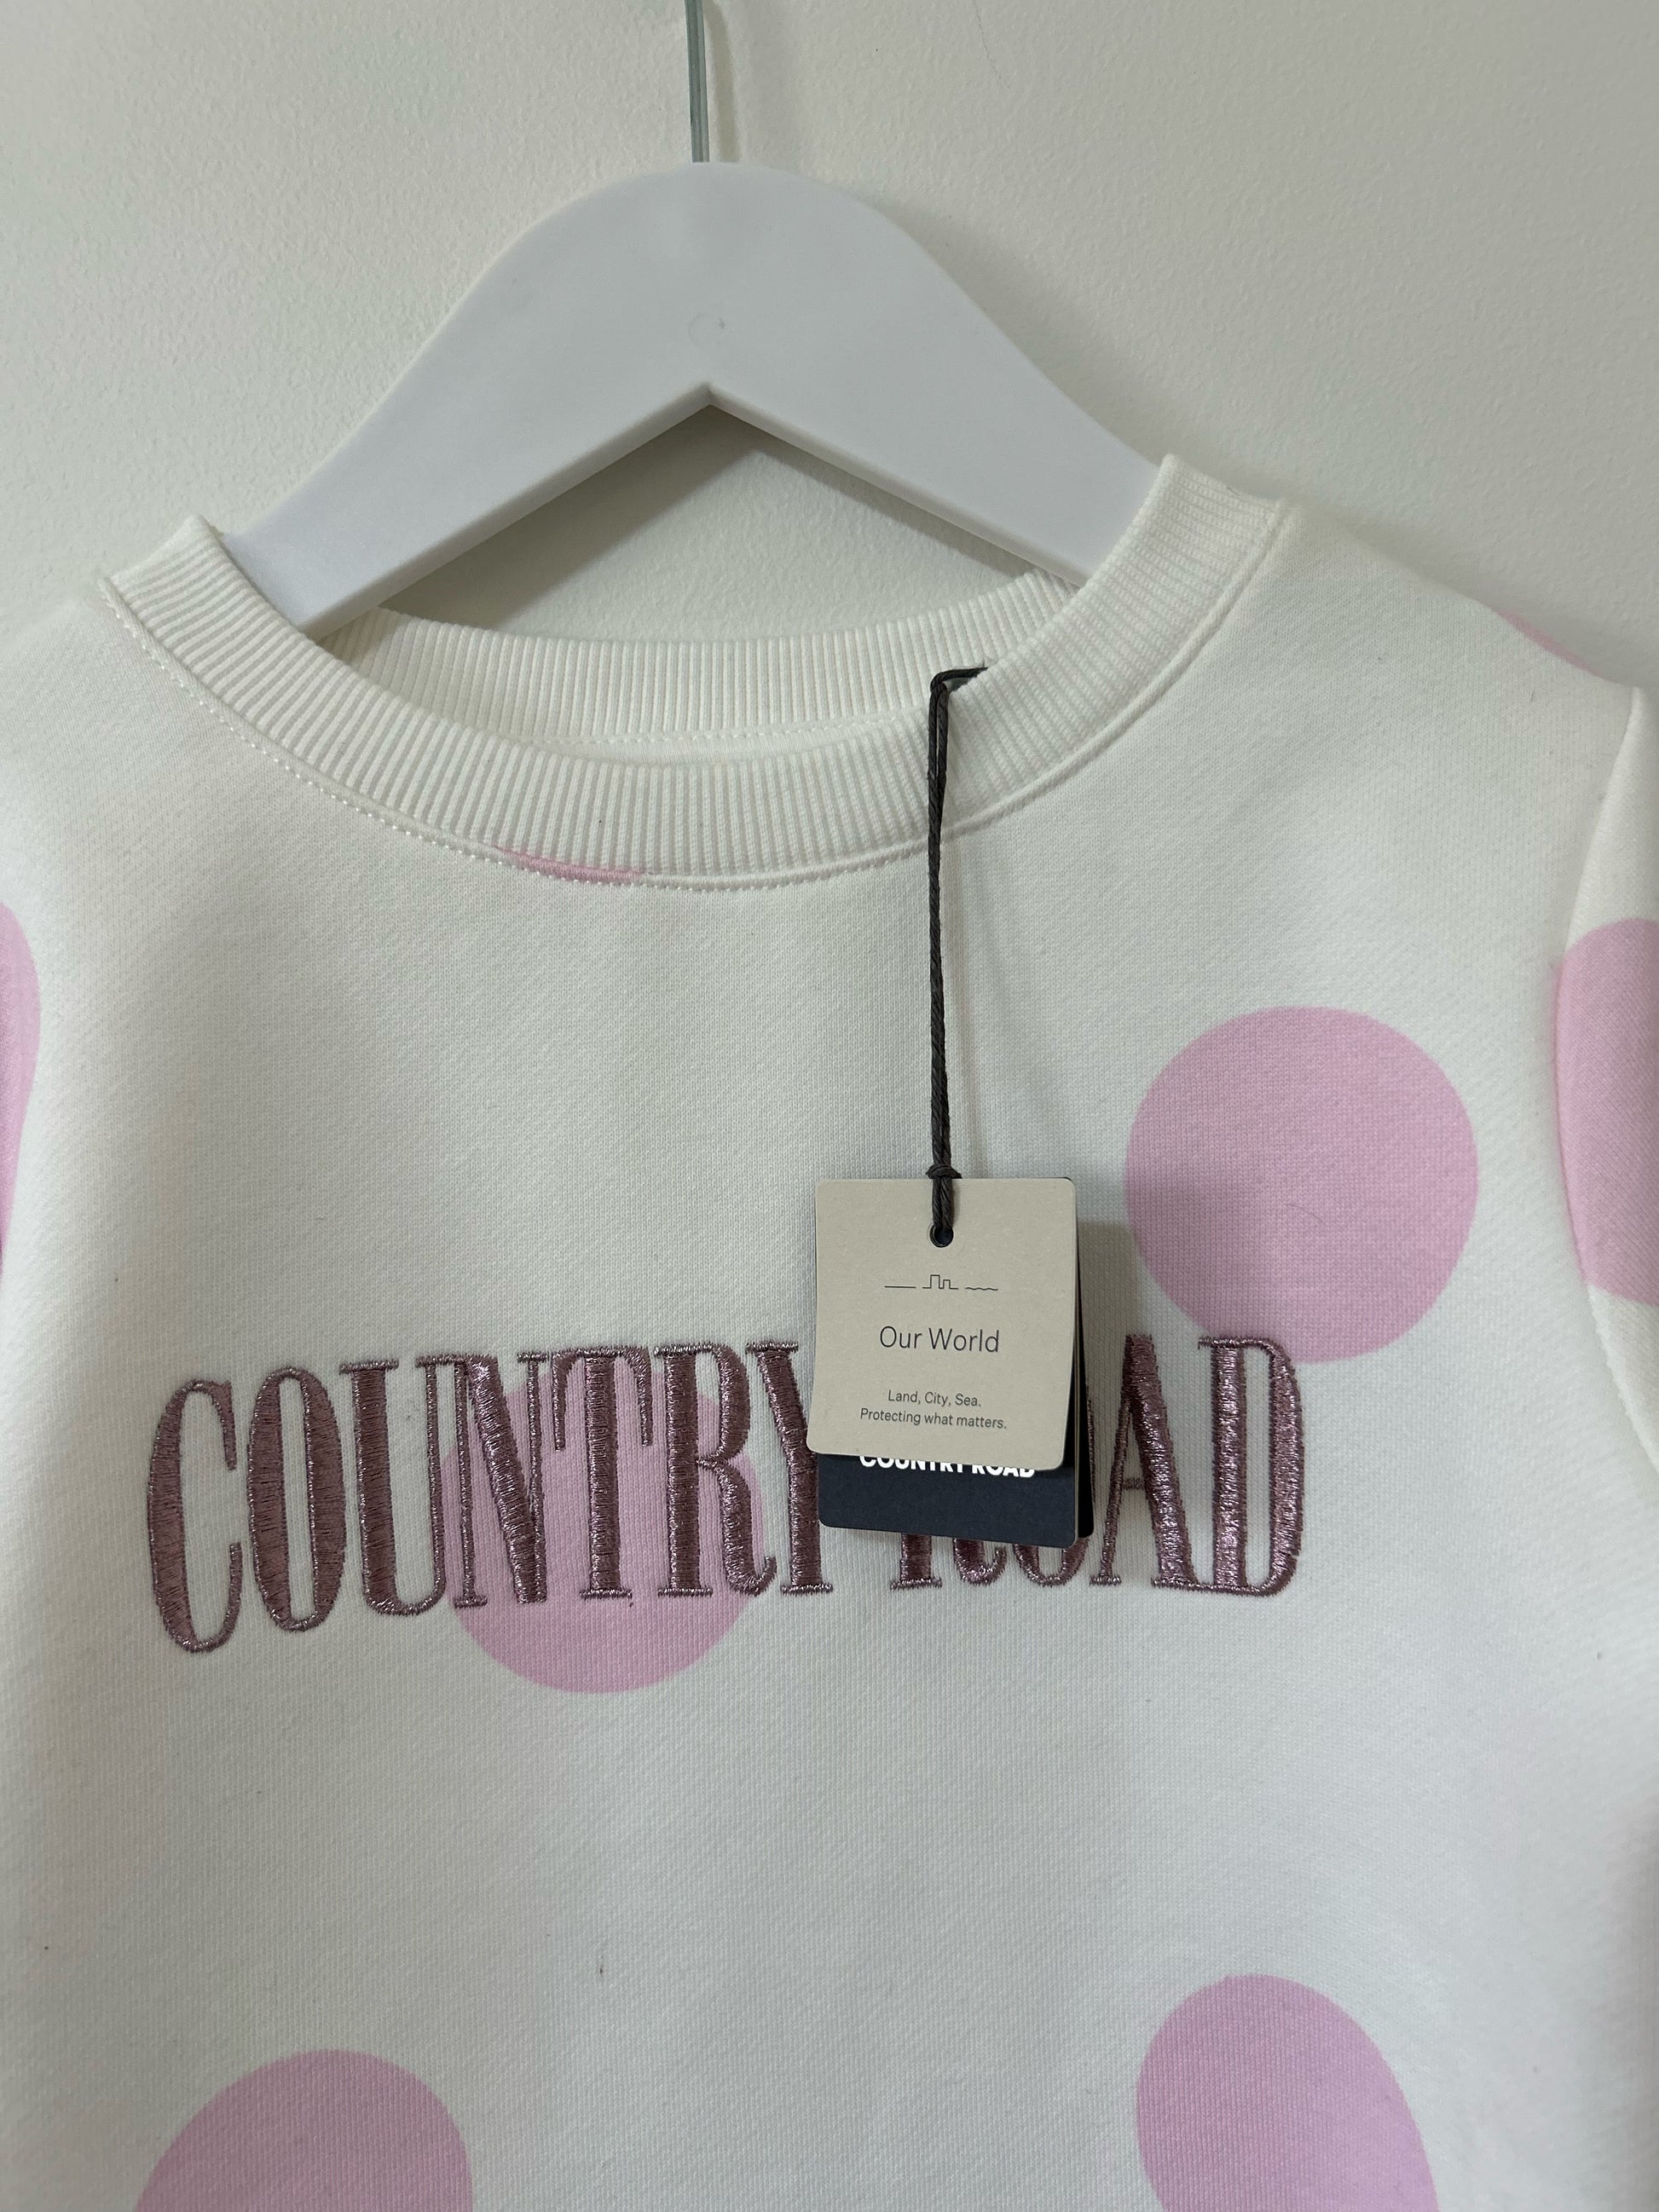 Our World
Land, City, Sea.
Protecting what matters.
COUNTRY ROAD
COUNTRY ROAD